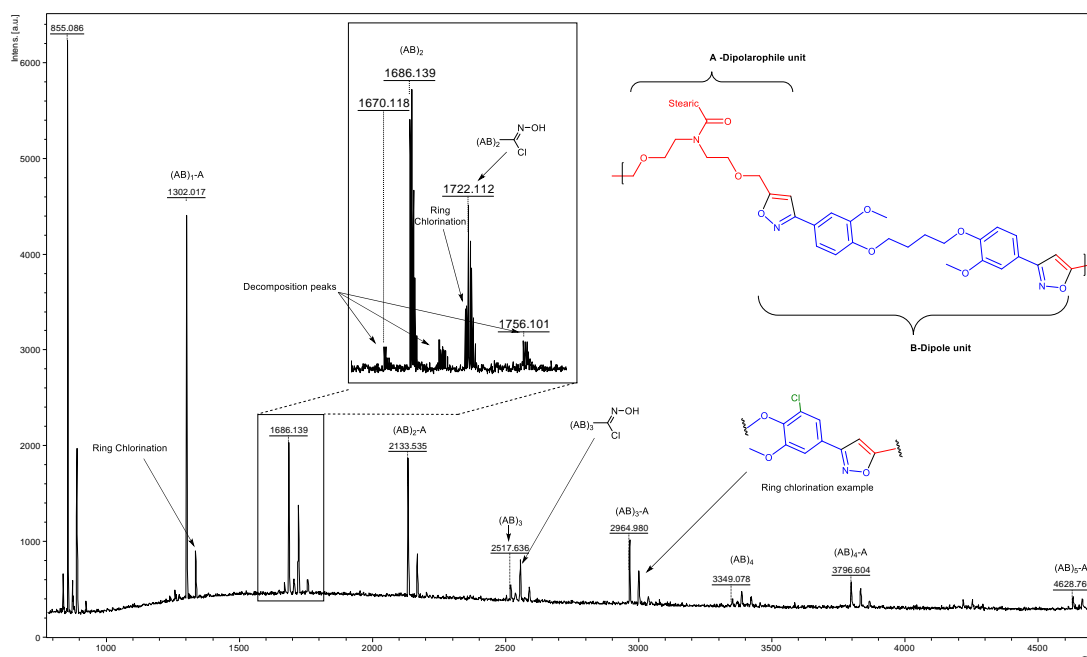 Intens. [a.u.]
6000
5000
4000
3000
2000
1000
0
1000
1500
2000
2500
3000
3500
4000
4500
855.086
(AB)1-A
1302.017
Ring Chlorination
1686.139
(AB)2-A
2133.535
(AB)3
2517.636
(AB)3
N–OH
Cl
(AB)3-A
2964.980
(AB)4
3349.078
(AB)4-A
3796.604
(AB)5-A
4628.76
(AB)2
1686.139
1670.118
(AB)2
N–OH
Cl
1722.112
Ring
Chlorination
Decomposition peaks
1756.101
A -Dipolarophile unit
Stearic
O
N
O
O
O
N
O
O
O
O
O
N
O
B-Dipole unit
Cl
O
O
N
O
Ring chlorination example